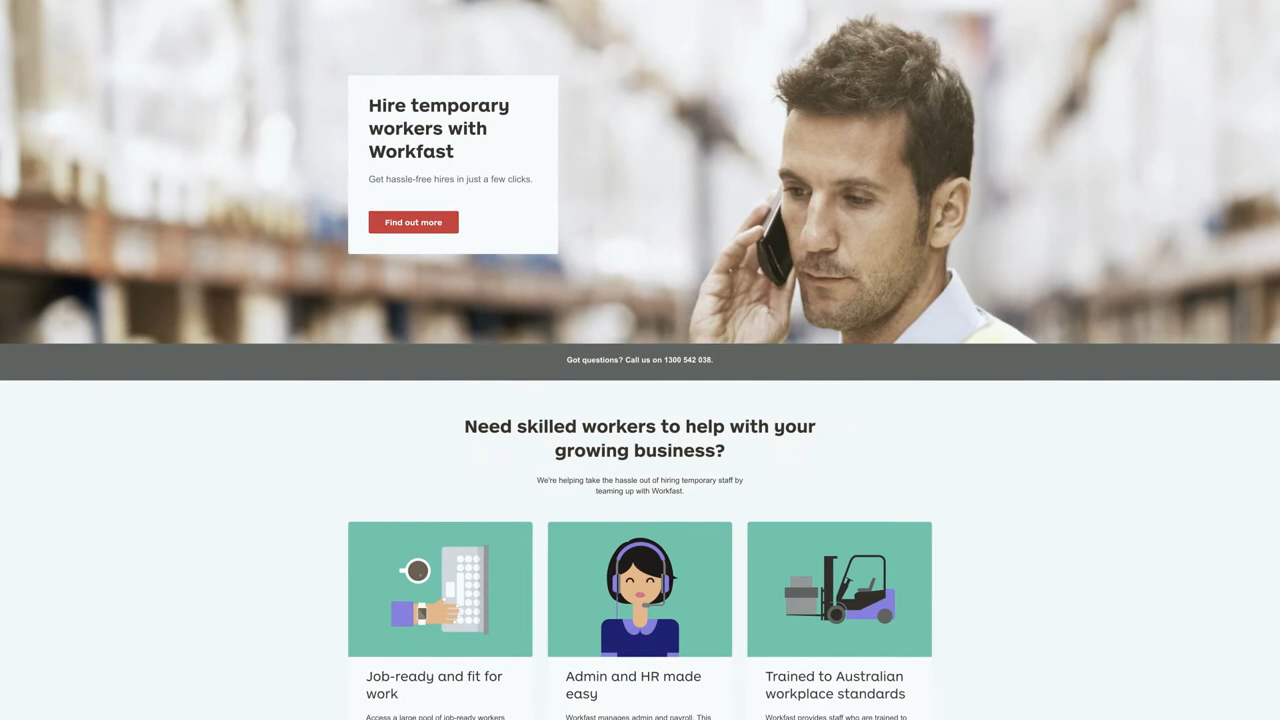 Hire temporary
workers with
Workfast
Get hassle-free hires in just a few clicks.
Find out more
Got questions? Call us on 1300 542 038.
Need skilled workers to help with your
growing business?
We're helping take the hassle out of hiring temporary staff by
teaming up with Workfast.
Job-ready and fit for
work
Access a large pool of job-ready workers
Admin and HR made
easy
Workfast manages admin and payroll. This
Trained to Australian
workplace standards
Workfast provides staff who are trained to